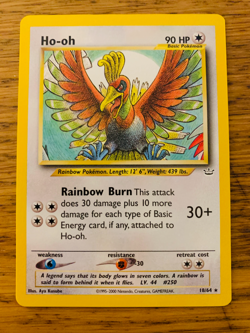 Ho-oh 90 HP
Basic Pokémon
Rainbow Pokémon. Length: 12' 6", Weight: 439 lbs.
Rainbow Burn This attack
does 30 damage plus 10 more
damage for each type of Basic
Energy card, if any, attached to
Ho-oh.
30+
weakness resistance retreat cost
-30
A legend says that its body glows in seven colors. A rainbow is
said to form behind it when it flies. LV. 44 #250
Illus. Aya Kusube ©1995, 2000 Nintendo, Creatures, GAMEFREAK. 18/64 ★